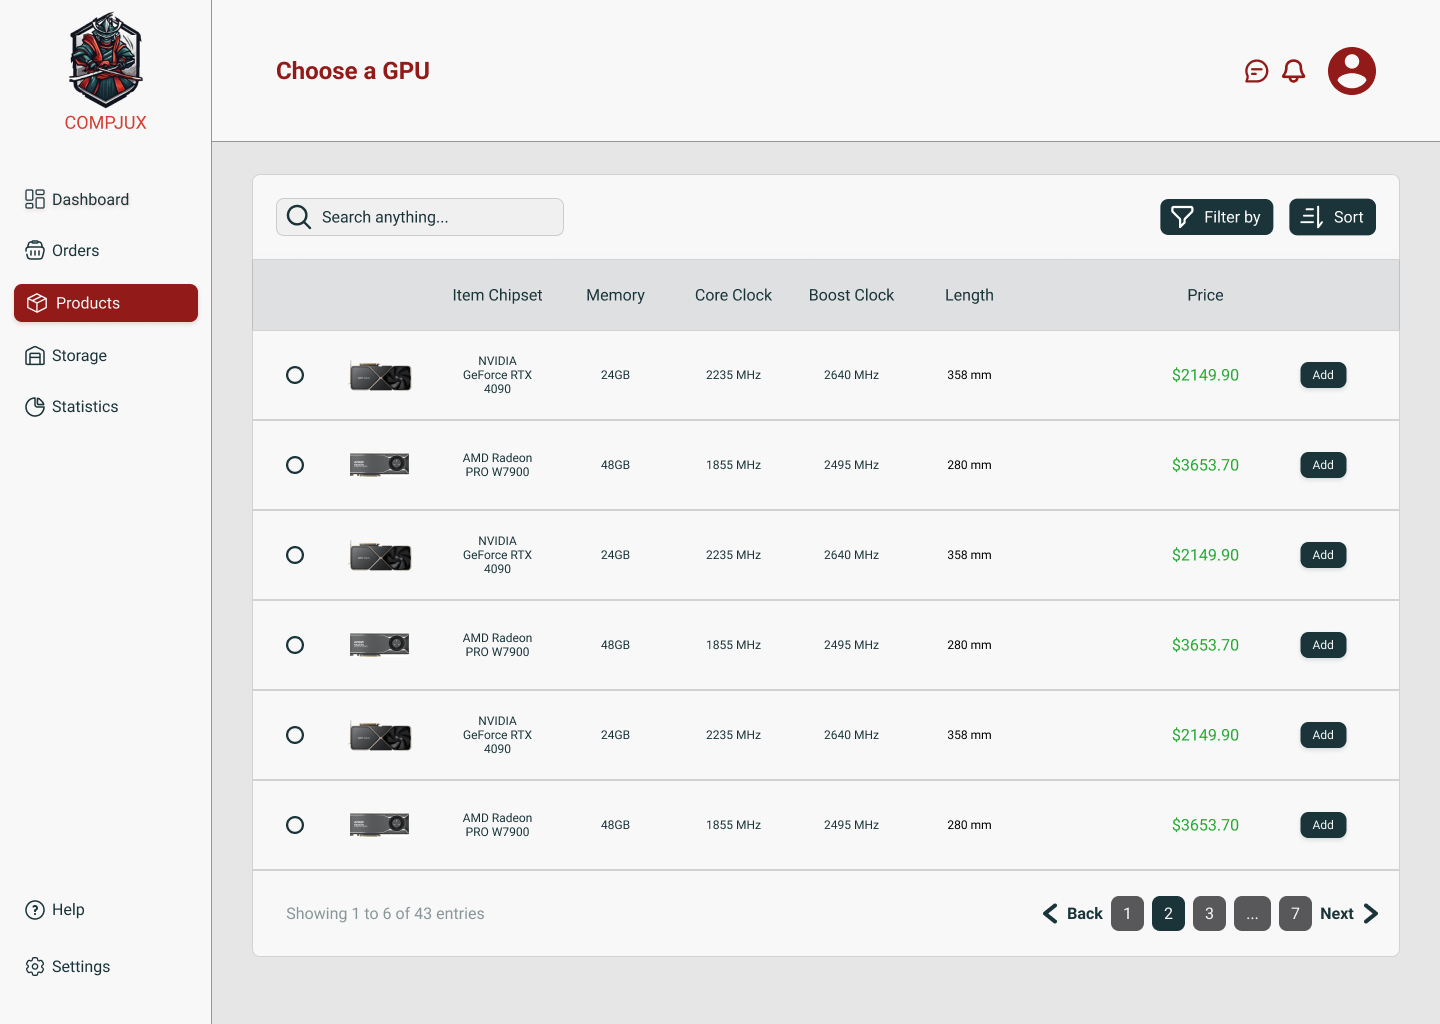 COMPJUX
Choose a GPU
Dashboard
Orders
Products
Storage
Statistics
Help
Settings
Search anything...
Filter by
Sort
Item Chipset Memory Core Clock Boost Clock Length Price
NVIDIA
GeForce RTX
4090
24GB 2235 MHz 2640 MHz 358 mm $2149.90 Add
AMD Radeon
PRO W7900
48GB 1855 MHz 2495 MHz 280 mm $3653.70 Add
NVIDIA
GeForce RTX
4090
24GB 2235 MHz 2640 MHz 358 mm $2149.90 Add
AMD Radeon
PRO W7900
48GB 1855 MHz 2495 MHz 280 mm $3653.70 Add
NVIDIA
GeForce RTX
4090
24GB 2235 MHz 2640 MHz 358 mm $2149.90 Add
AMD Radeon
PRO W7900
48GB 1855 MHz 2495 MHz 280 mm $3653.70 Add
Showing 1 to 6 of 43 entries
Back 1 2 3 ... 7 Next